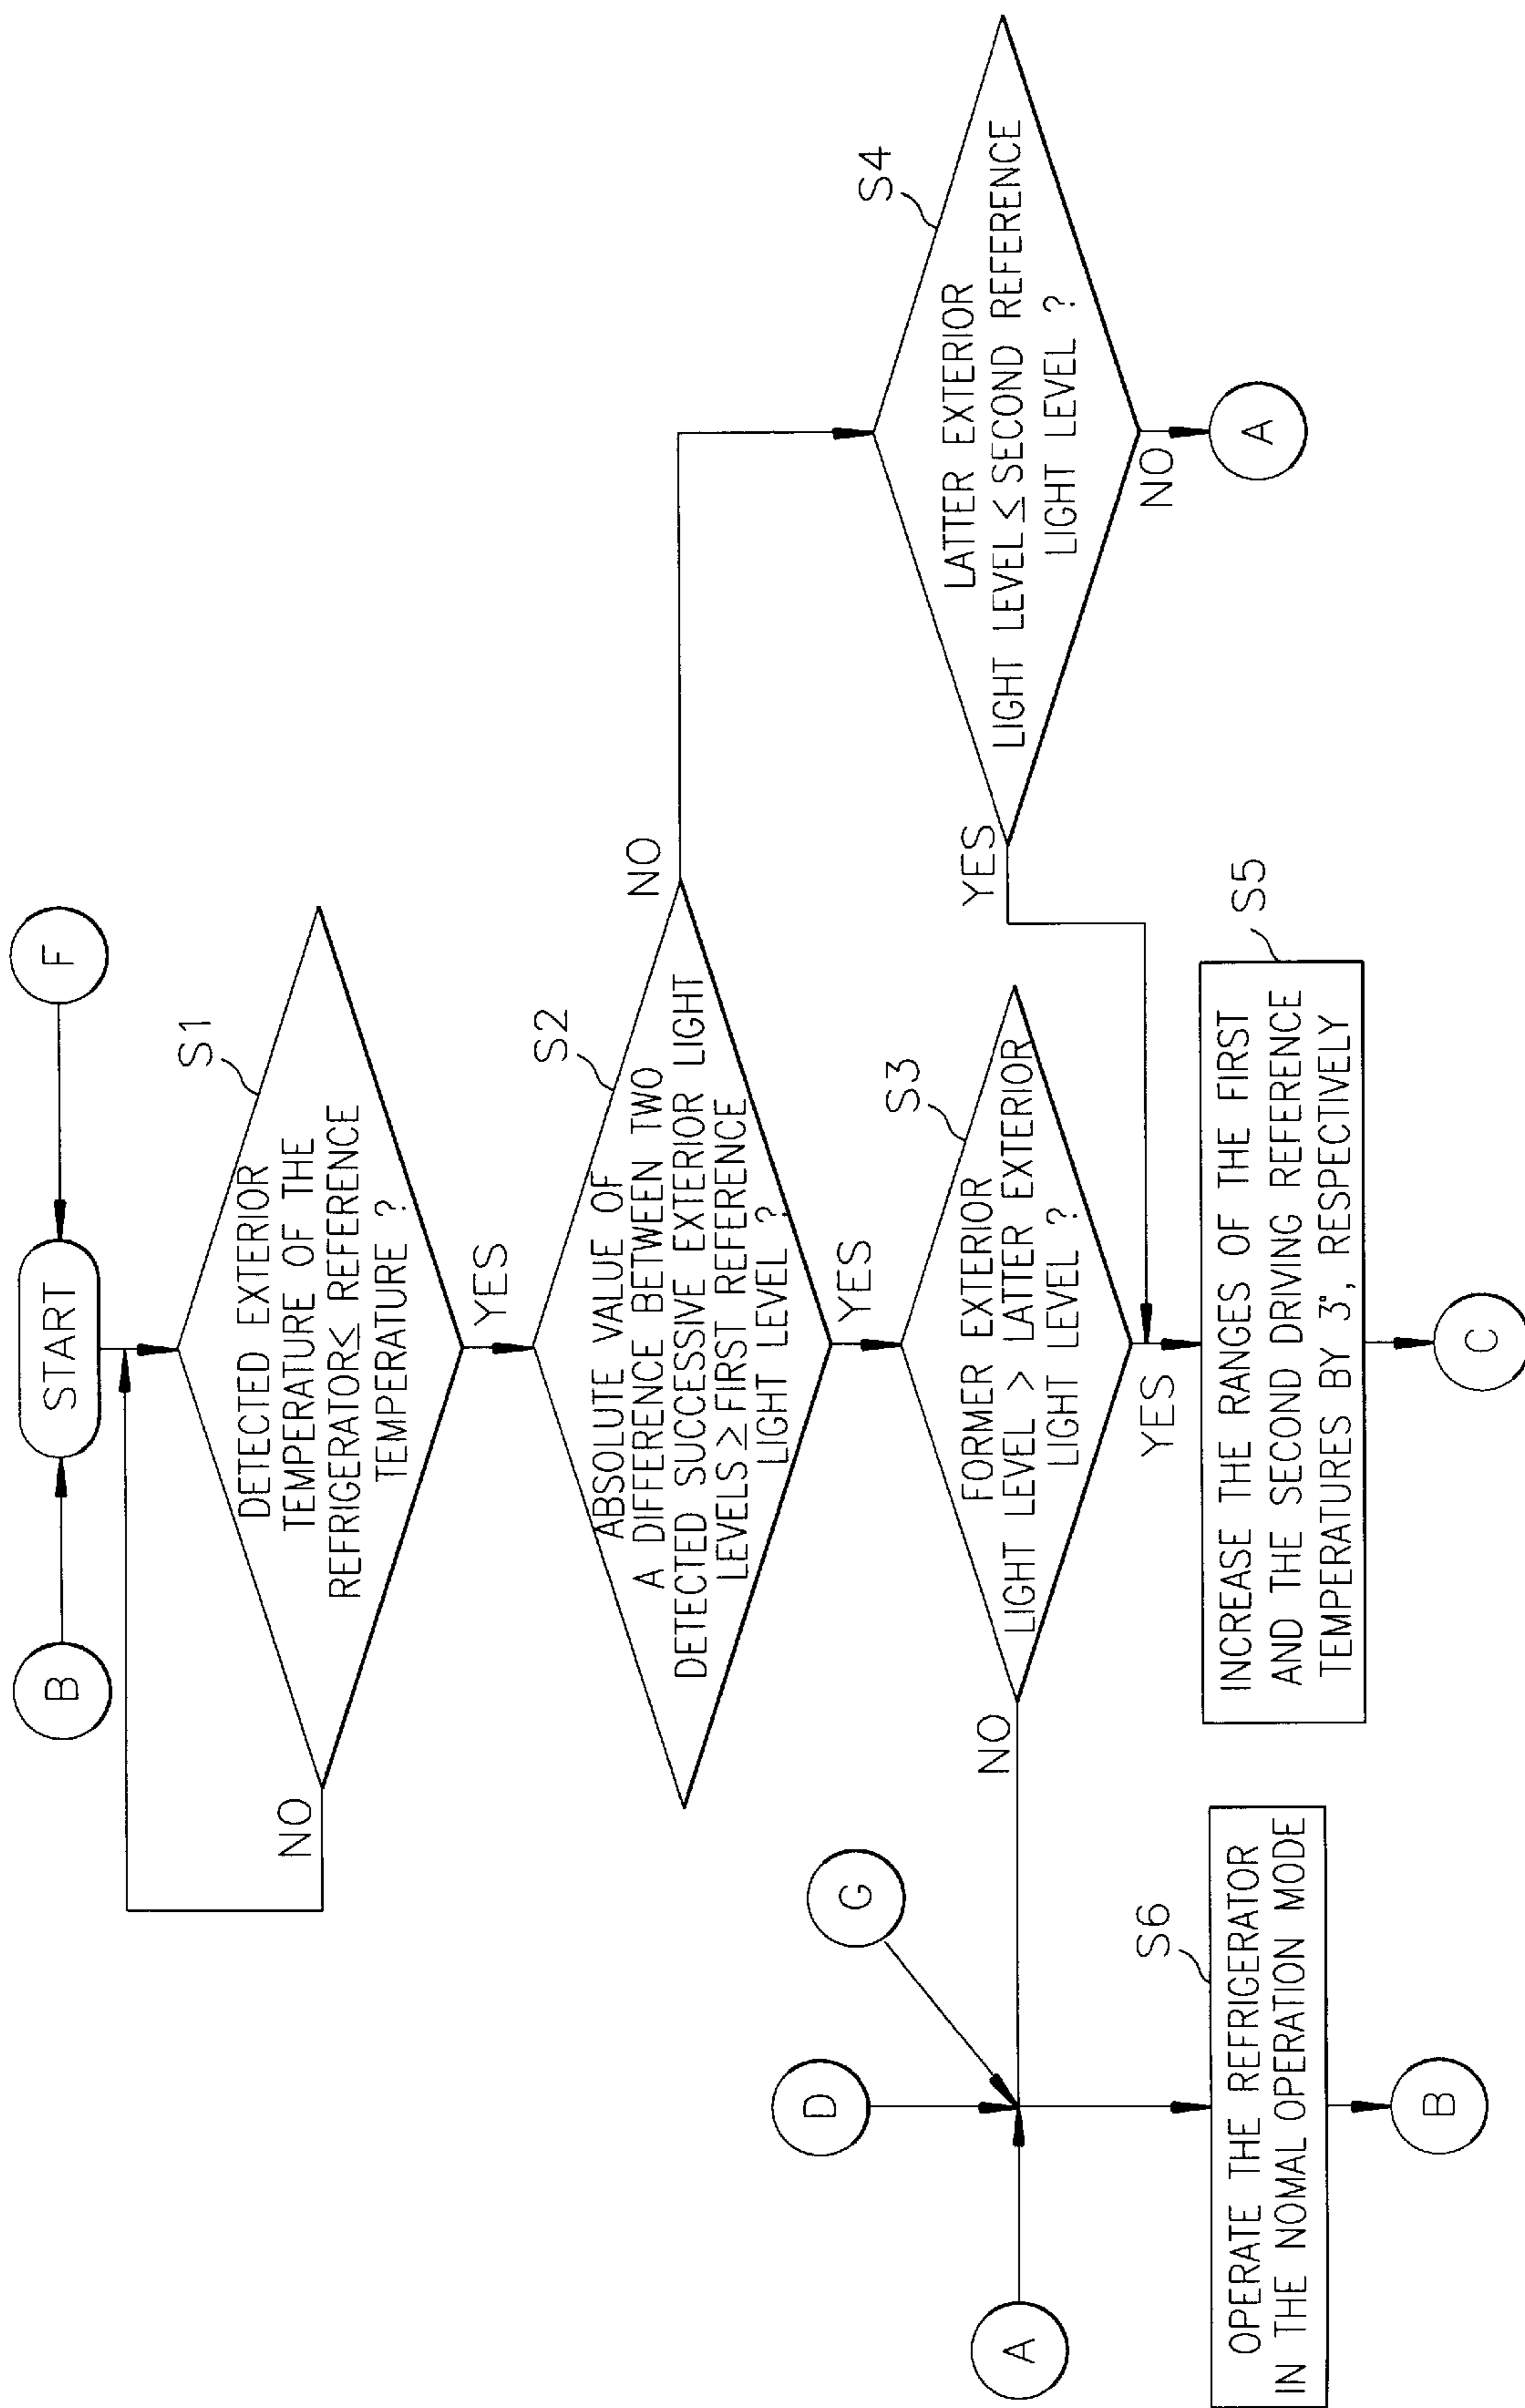 F
B
START
S1
DETECTED EXTERIOR
TEMPERATURE OF THE
REFRIGERATOR≤ REFERENCE
TEMPERATURE ?
NO
YES
S2
ABSOLUTE VALUE OF
A DIFFERENCE BETWEEN TWO
DETECTED SUCCESSIVE EXTERIOR LIGHT
LEVELS≥FIRST REFERENCE
LIGHT LEVEL ?
NO
YES
S4
LATTER EXTERIOR
LIGHT LEVEL≤SECOND REFERENCE
LIGHT LEVEL ?
YES
NO
A
S3
FORMER EXTERIOR
LIGHT LEVEL > LATTER EXTERIOR
LIGHT LEVEL ?
NO
YES
D
G
A
S6
OPERATE THE REFRIGERATOR
IN THE NOMAL OPERATION MODE
B
S5
INCREASE THE RANGES OF THE FIRST
AND THE SECOND DRIVING REFERENCE
TEMPERATURES BY 3°, RESPECTIVELY
C